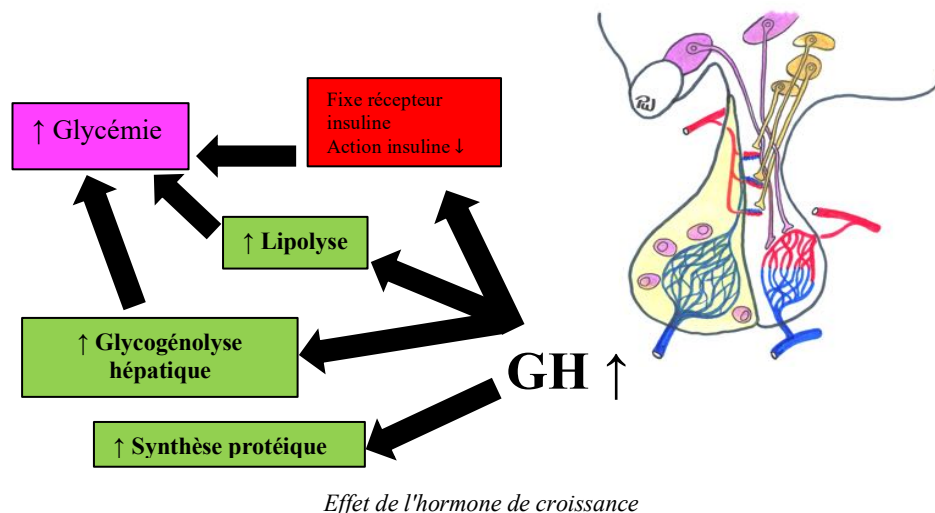 ↑ Glycémie
Fixe récepteur
insuline
Action insuline ↓
↑ Lipolyse
↑ Glycogénolyse
hépatique
GH ↑
↑ Synthèse protéique
Effet de l'hormone de croissance